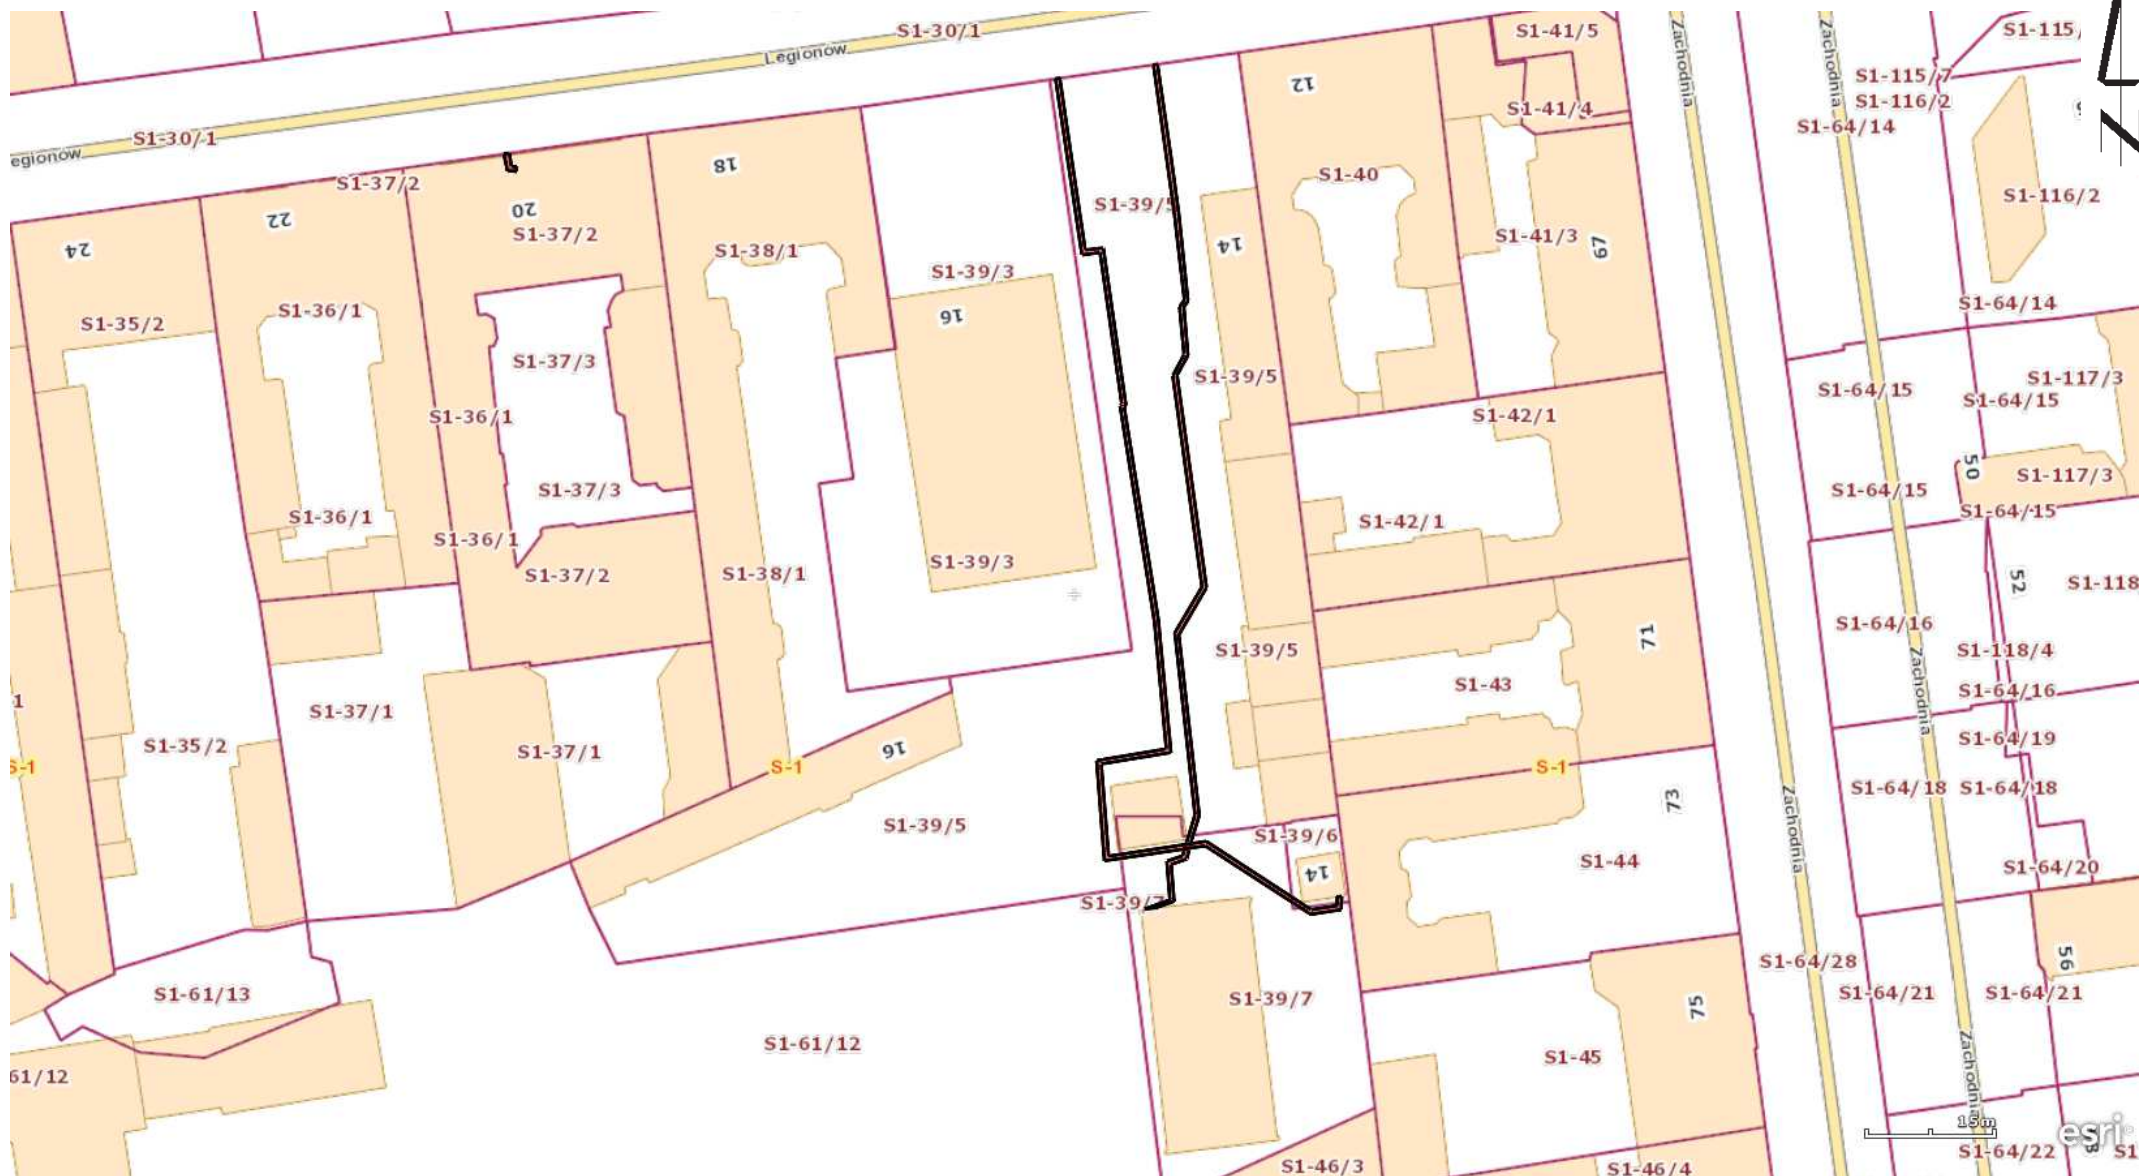 S1-30/1
Legionów
S1-41/5
Zachodnia
Zachodnia
S1-115/7
S1-116/2
S1-64/14
S1-41/4
12
S1-30/1
egionów
18
S1-37/2
S1-40
S1-116/2
22
20
S1-39/5
S1-37/2
24
S1-38/1
14
S1-41/3
67
S1-39/3
S1-64/14
S1-36/1
16
S1-35/2
S1-37/3
S1-39/5
S1-117/3
S1-64/15
S1-64/15
S1-36/1
S1-42/1
50
S1-117/3
S1-37/3
S1-64/15
S1-36/1
S1-42/1
S1-64/15
S1-36/1
S1-39/3
S1-37/2
S1-38/1
52
S1-118
S1-64/16
71
S1-39/5
S1-118/4
S1-43
Zachodnia
S1-64/16
S1-37/1
S1-35/2
S1-37/1
16
S1-64/19
S-1
S-1
S-1
73
S1-64/18
S1-64/18
Zachodnia
S1-39/5
S1-39/6
S1-44
14
S1-64/20
S1-39/7
S1-64/28
56
S1-61/13
S1-39/7
75
S1-64/21
S1-64/21
S1-61/12
S1-45
61/12
Zachodnia
15m
esri
S1-46/3
S1-46/4
S1-64/22